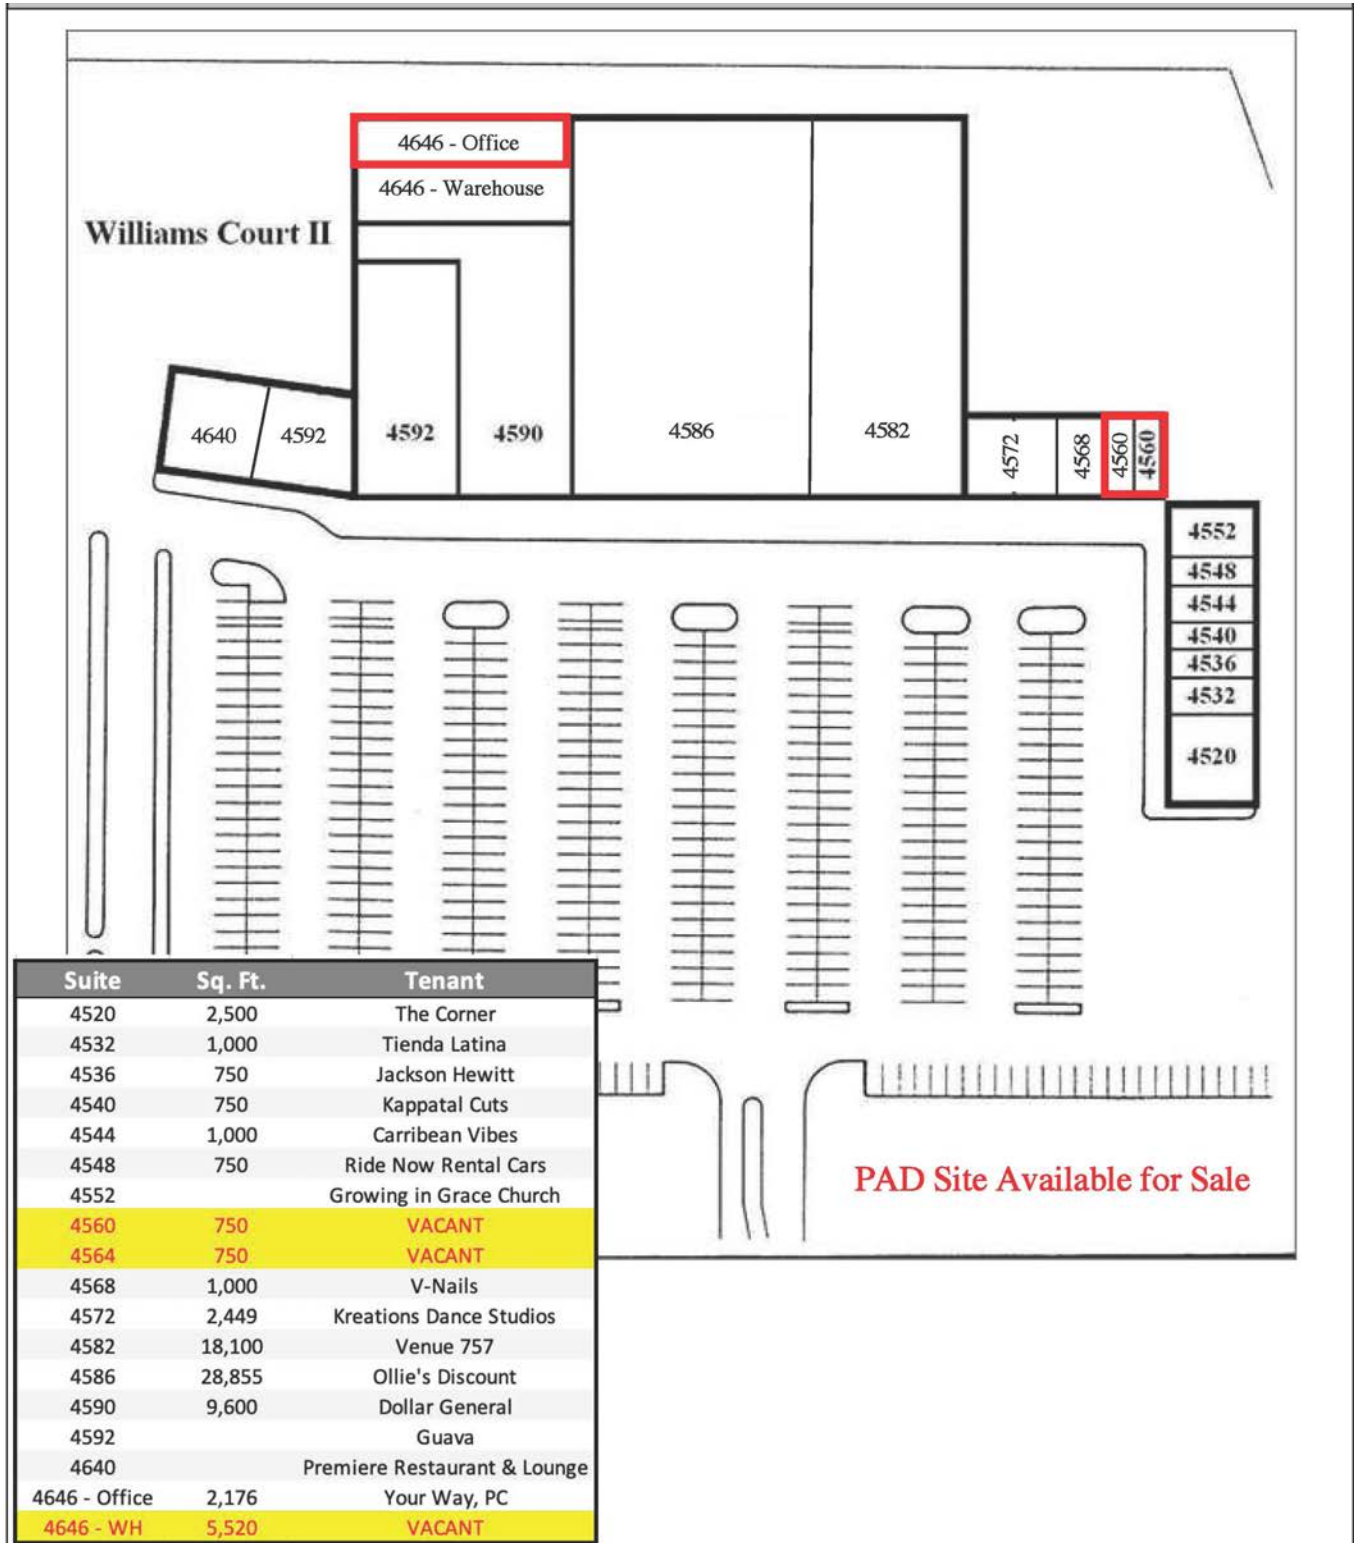 4646 - Office
4646 - Warehouse
Williams Court II
4640
4592
4592
4590
4586
4582
4572
4568
4560
4560
4552
4548
4544
4540
4536
4532
4520
PAD Site Available for Sale
Suite Sq. Ft. Tenant
4520 2,500 The Corner
4532 1,000 Tienda Latina
4536 750 Jackson Hewitt
4540 750 Kappatal Cuts
4544 1,000 Carribean Vibes
4548 750 Ride Now Rental Cars
4552 Growing in Grace Church
4560 750 VACANT
4564 750 VACANT
4568 1,000 V-Nails
4572 2,449 Kreations Dance Studios
4582 18,100 Venue 757
4586 28,855 Ollie's Discount
4590 9,600 Dollar General
4592 Guava
4640 Premiere Restaurant & Lounge
4646 - Office 2,176 Your Way, PC
4646 - WH 5,520 VACANT